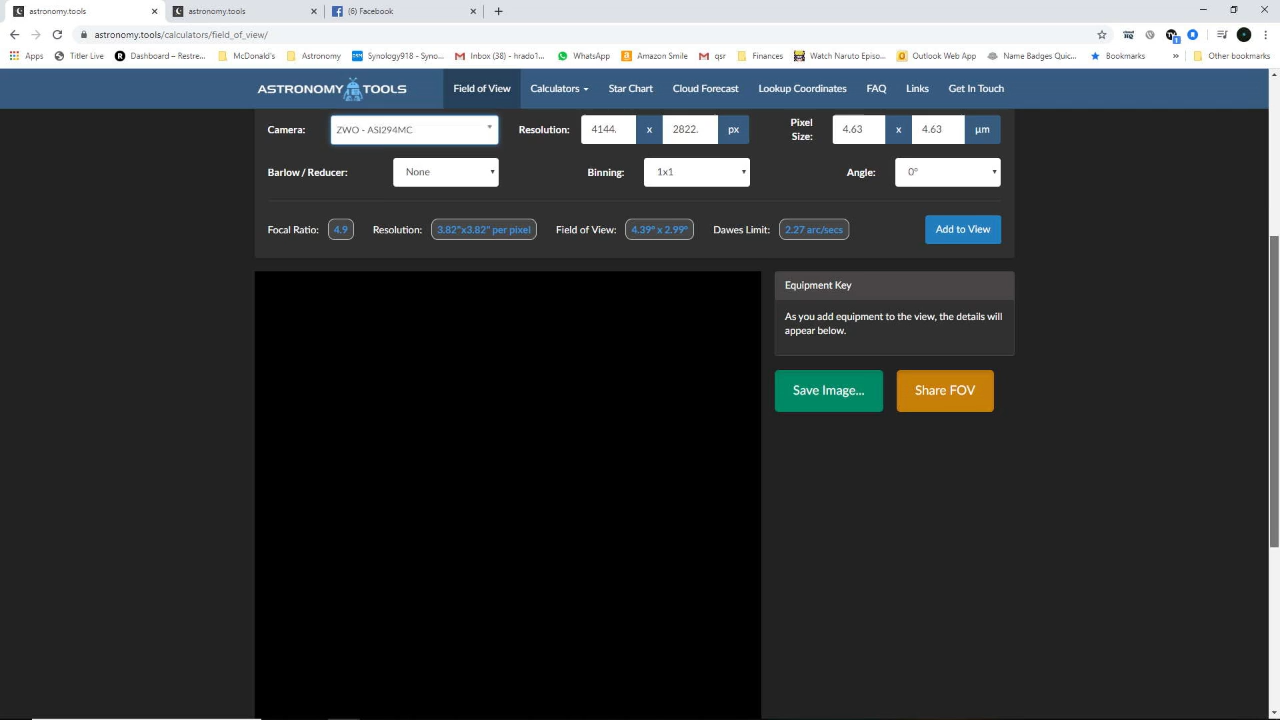 astronomy.tools
astronomy.tools
(6) Facebook
astronomy.tools/calculators/field_of_view/
Apps
Titler Live
Dashboard – Restre...
McDonald's
Astronomy
Synology918 - Syno...
Inbox (38) - hrado1...
WhatsApp
Amazon Smile
qsr
Finances
Watch Naruto Episo...
Outlook Web App
Name Badges Quic...
Bookmarks
»
Other bookmarks
ASTRONOMY TOOLS
Field of View
Calculators
Star Chart
Cloud Forecast
Lookup Coordinates
FAQ
Links
Get In Touch
Camera: ZWO - ASI294MC Resolution: 4144. x 2822. px Pixel Size: 4.63 x 4.63 µm
Barlow / Reducer: None Binning: 1x1 Angle: 0°
Focal Ratio: 4.9 Resolution: 3.82"x3.82" per pixel Field of View: 4.39° x 2.99° Dawes Limit: 2.27 arc/secs Add to View
Equipment Key
As you add equipment to the view, the details will
appear below.
Save Image...
Share FOV